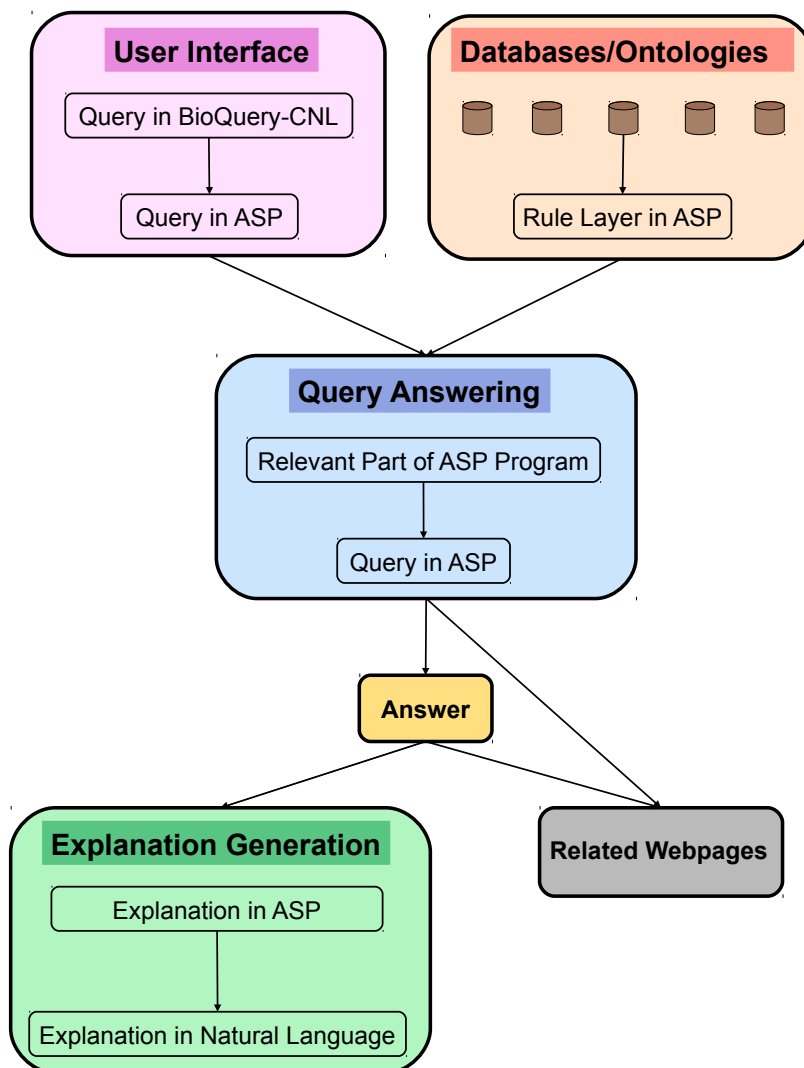 User Interface
Query in BioQuery-CNL
Query in ASP
Databases/Ontologies
Rule Layer in ASP
Query Answering
Relevant Part of ASP Program
Query in ASP
Answer
Explanation Generation
Explanation in ASP
Explanation in Natural Language
Related Webpages